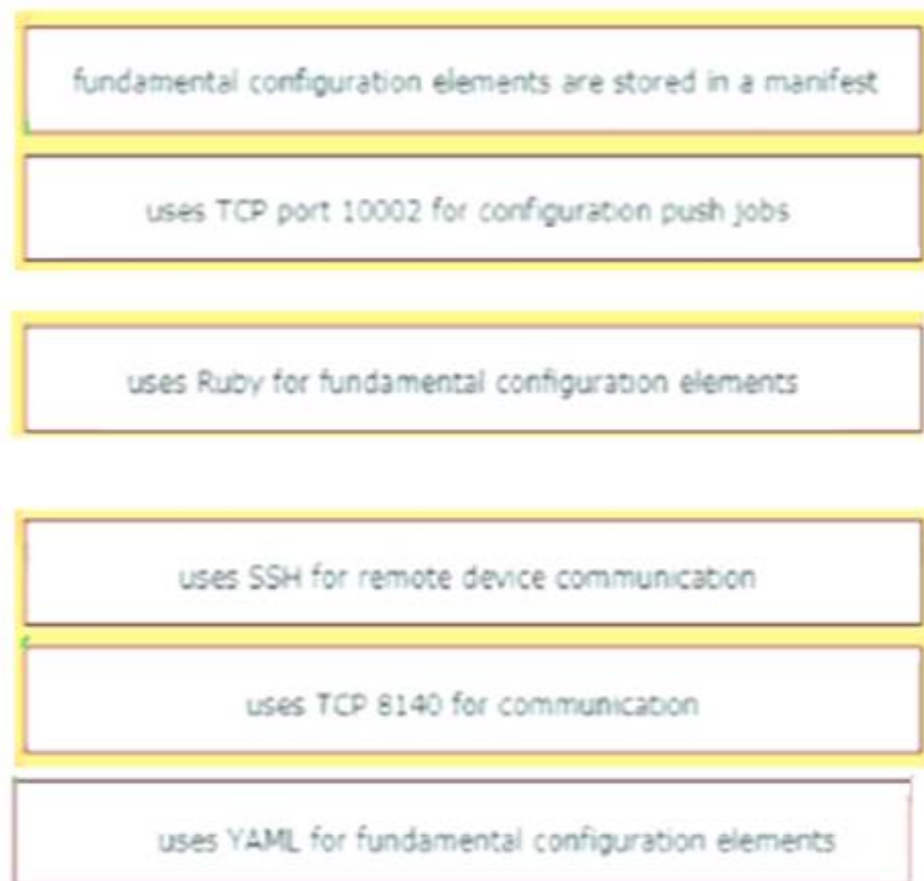 fundamental configuration elements are stored in a manifest
uses TCP port 10002 for configuration push jobs
uses Ruby for fundamental configuration elements
uses SSH for remote device communication
uses TCP 8140 for communication
uses YAML for fundamental configuration elements